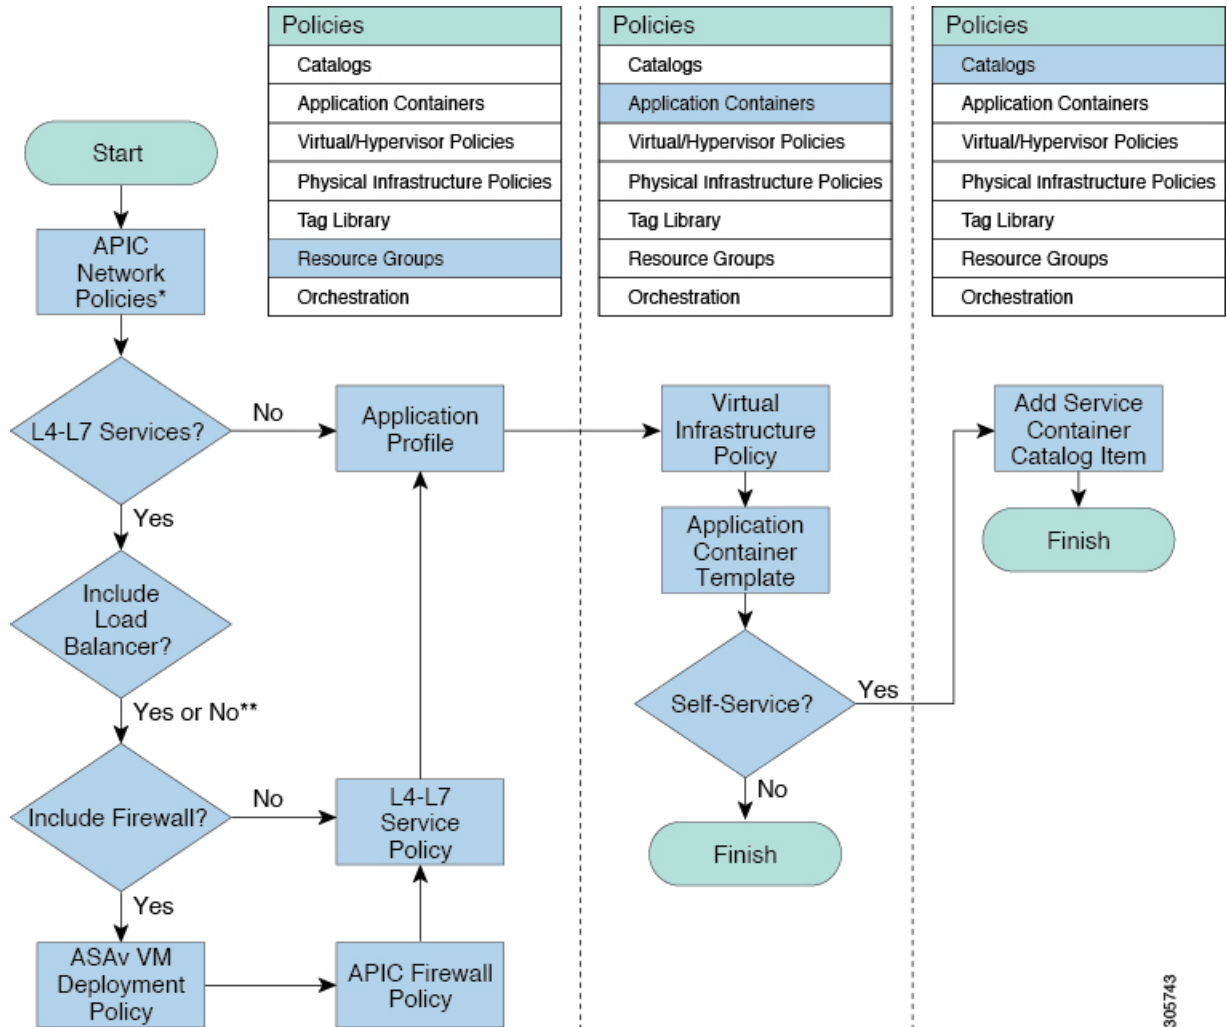 Policies
Catalogs
Application Containers
Virtual/Hypervisor Policies
Physical Infrastructure Policies
Tag Library
Resource Groups
Orchestration
Policies
Catalogs
Application Containers
Virtual/Hypervisor Policies
Physical Infrastructure Policies
Tag Library
Resource Groups
Orchestration
Policies
Catalogs
Application Containers
Virtual/Hypervisor Policies
Physical Infrastructure Policies
Tag Library
Resource Groups
Orchestration
Start
APIC
Network
Policies*
L4-L7 Services?
No
Yes
Application
Profile
Include
Load
Balancer?
Yes or No**
Include Firewall?
No
Yes
L4-L7
Service
Policy
ASAv VM
Deployment
Policy
APIC Firewall
Policy
Virtual
Infrastructure
Policy
Application
Container
Template
Self-Service?
Yes
No
Finish
Add Service
Container
Catalog Item
Finish
305743